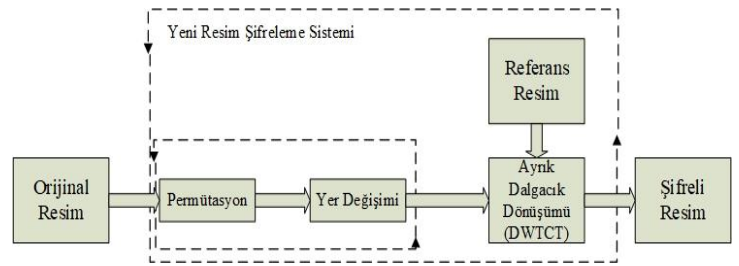 Yeni Resim Şifreleme Sistemi
Referans
Resim
Orijinal
Resim
Permütasyon
Yer Değişimi
Ayrık
Dalgacık
Dönüşümü
(DWTCT)
Şifreli
Resim